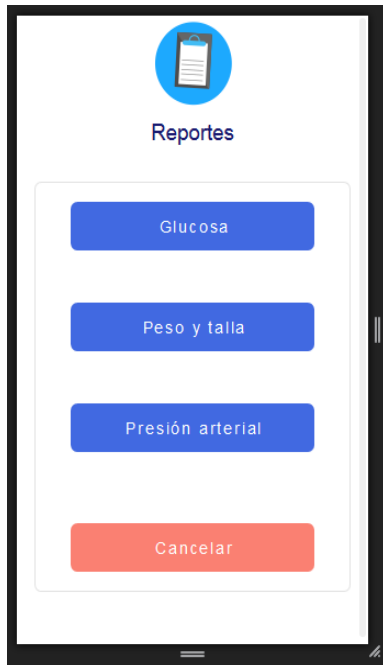 Reportes
Glucosa
Peso y talla
Presión arterial
Cancelar